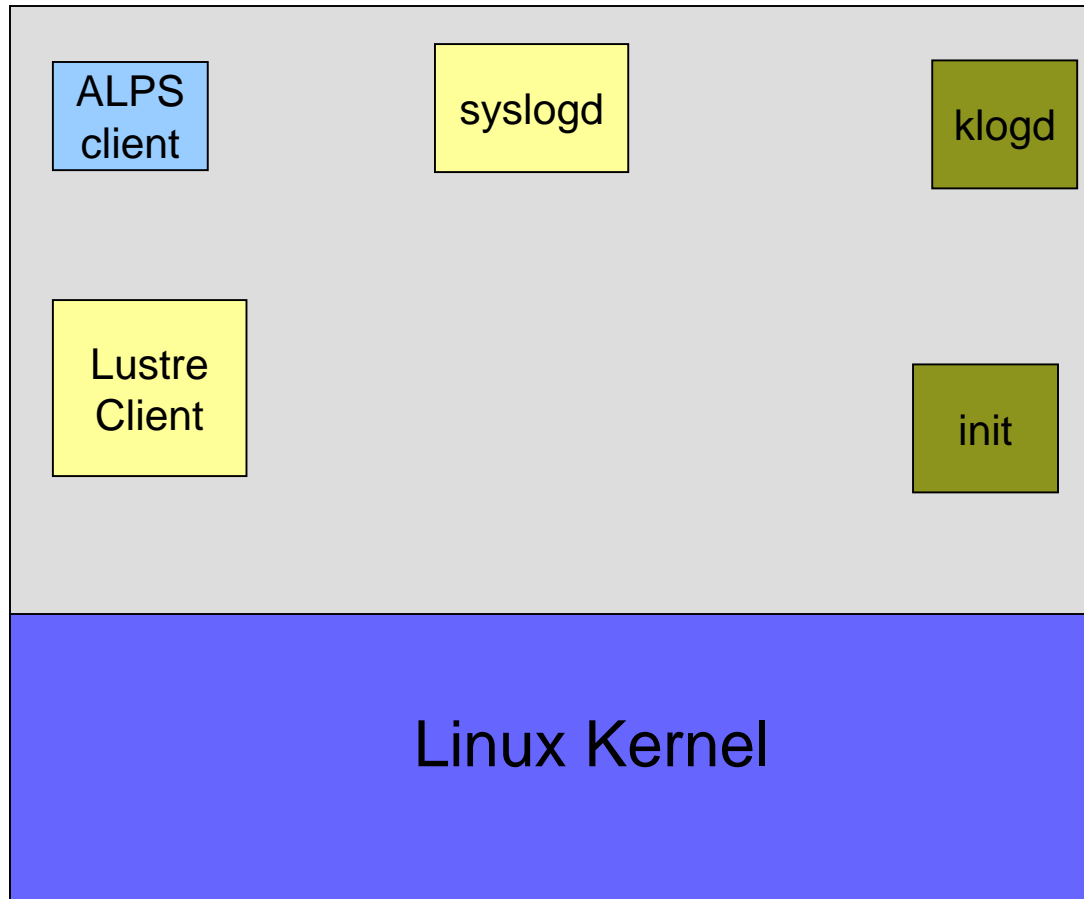 ALPS
client
syslogd
klogd
Lustre
Client
init
Linux Kernel